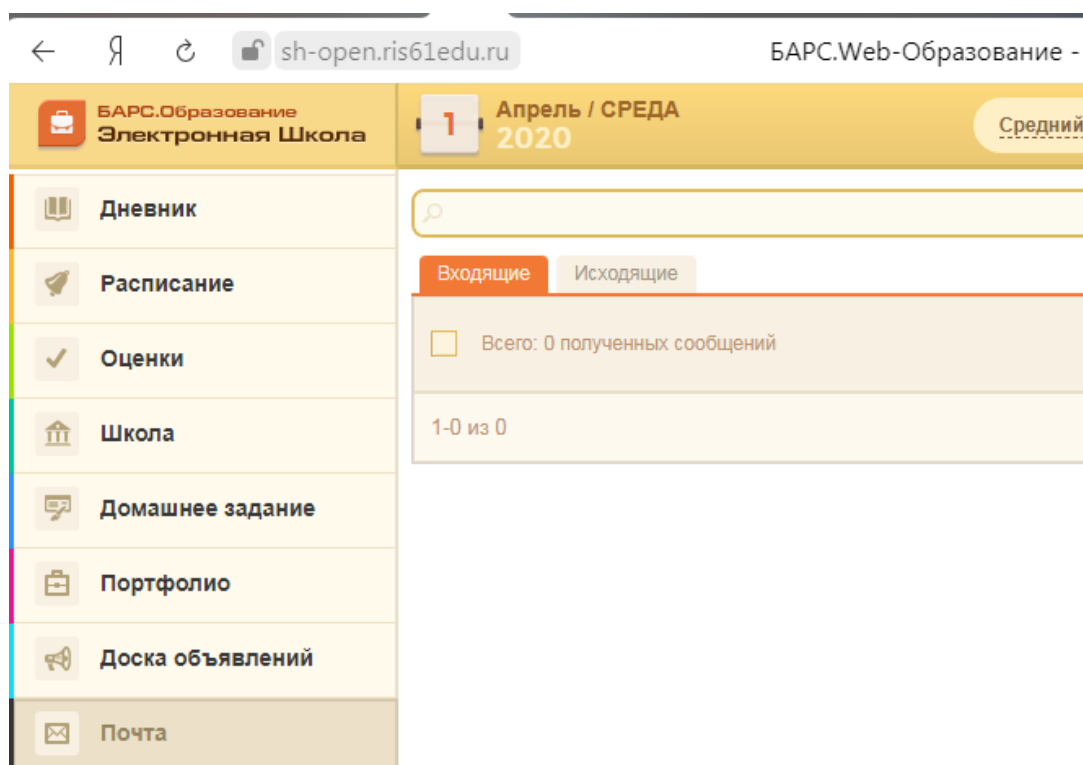 Я sh-open.ris61edu.ru БАРС.Web-Образование -
БАРС.Образование
Электронная Школа
1
Апрель / СРЕДА
2020
Средний
Дневник
Расписание
Оценки
Школа
Домашнее задание
Портфолио
Доска объявлений
Почта
Входящие Исходящие
Всего: 0 полученных сообщений
1-0 из 0